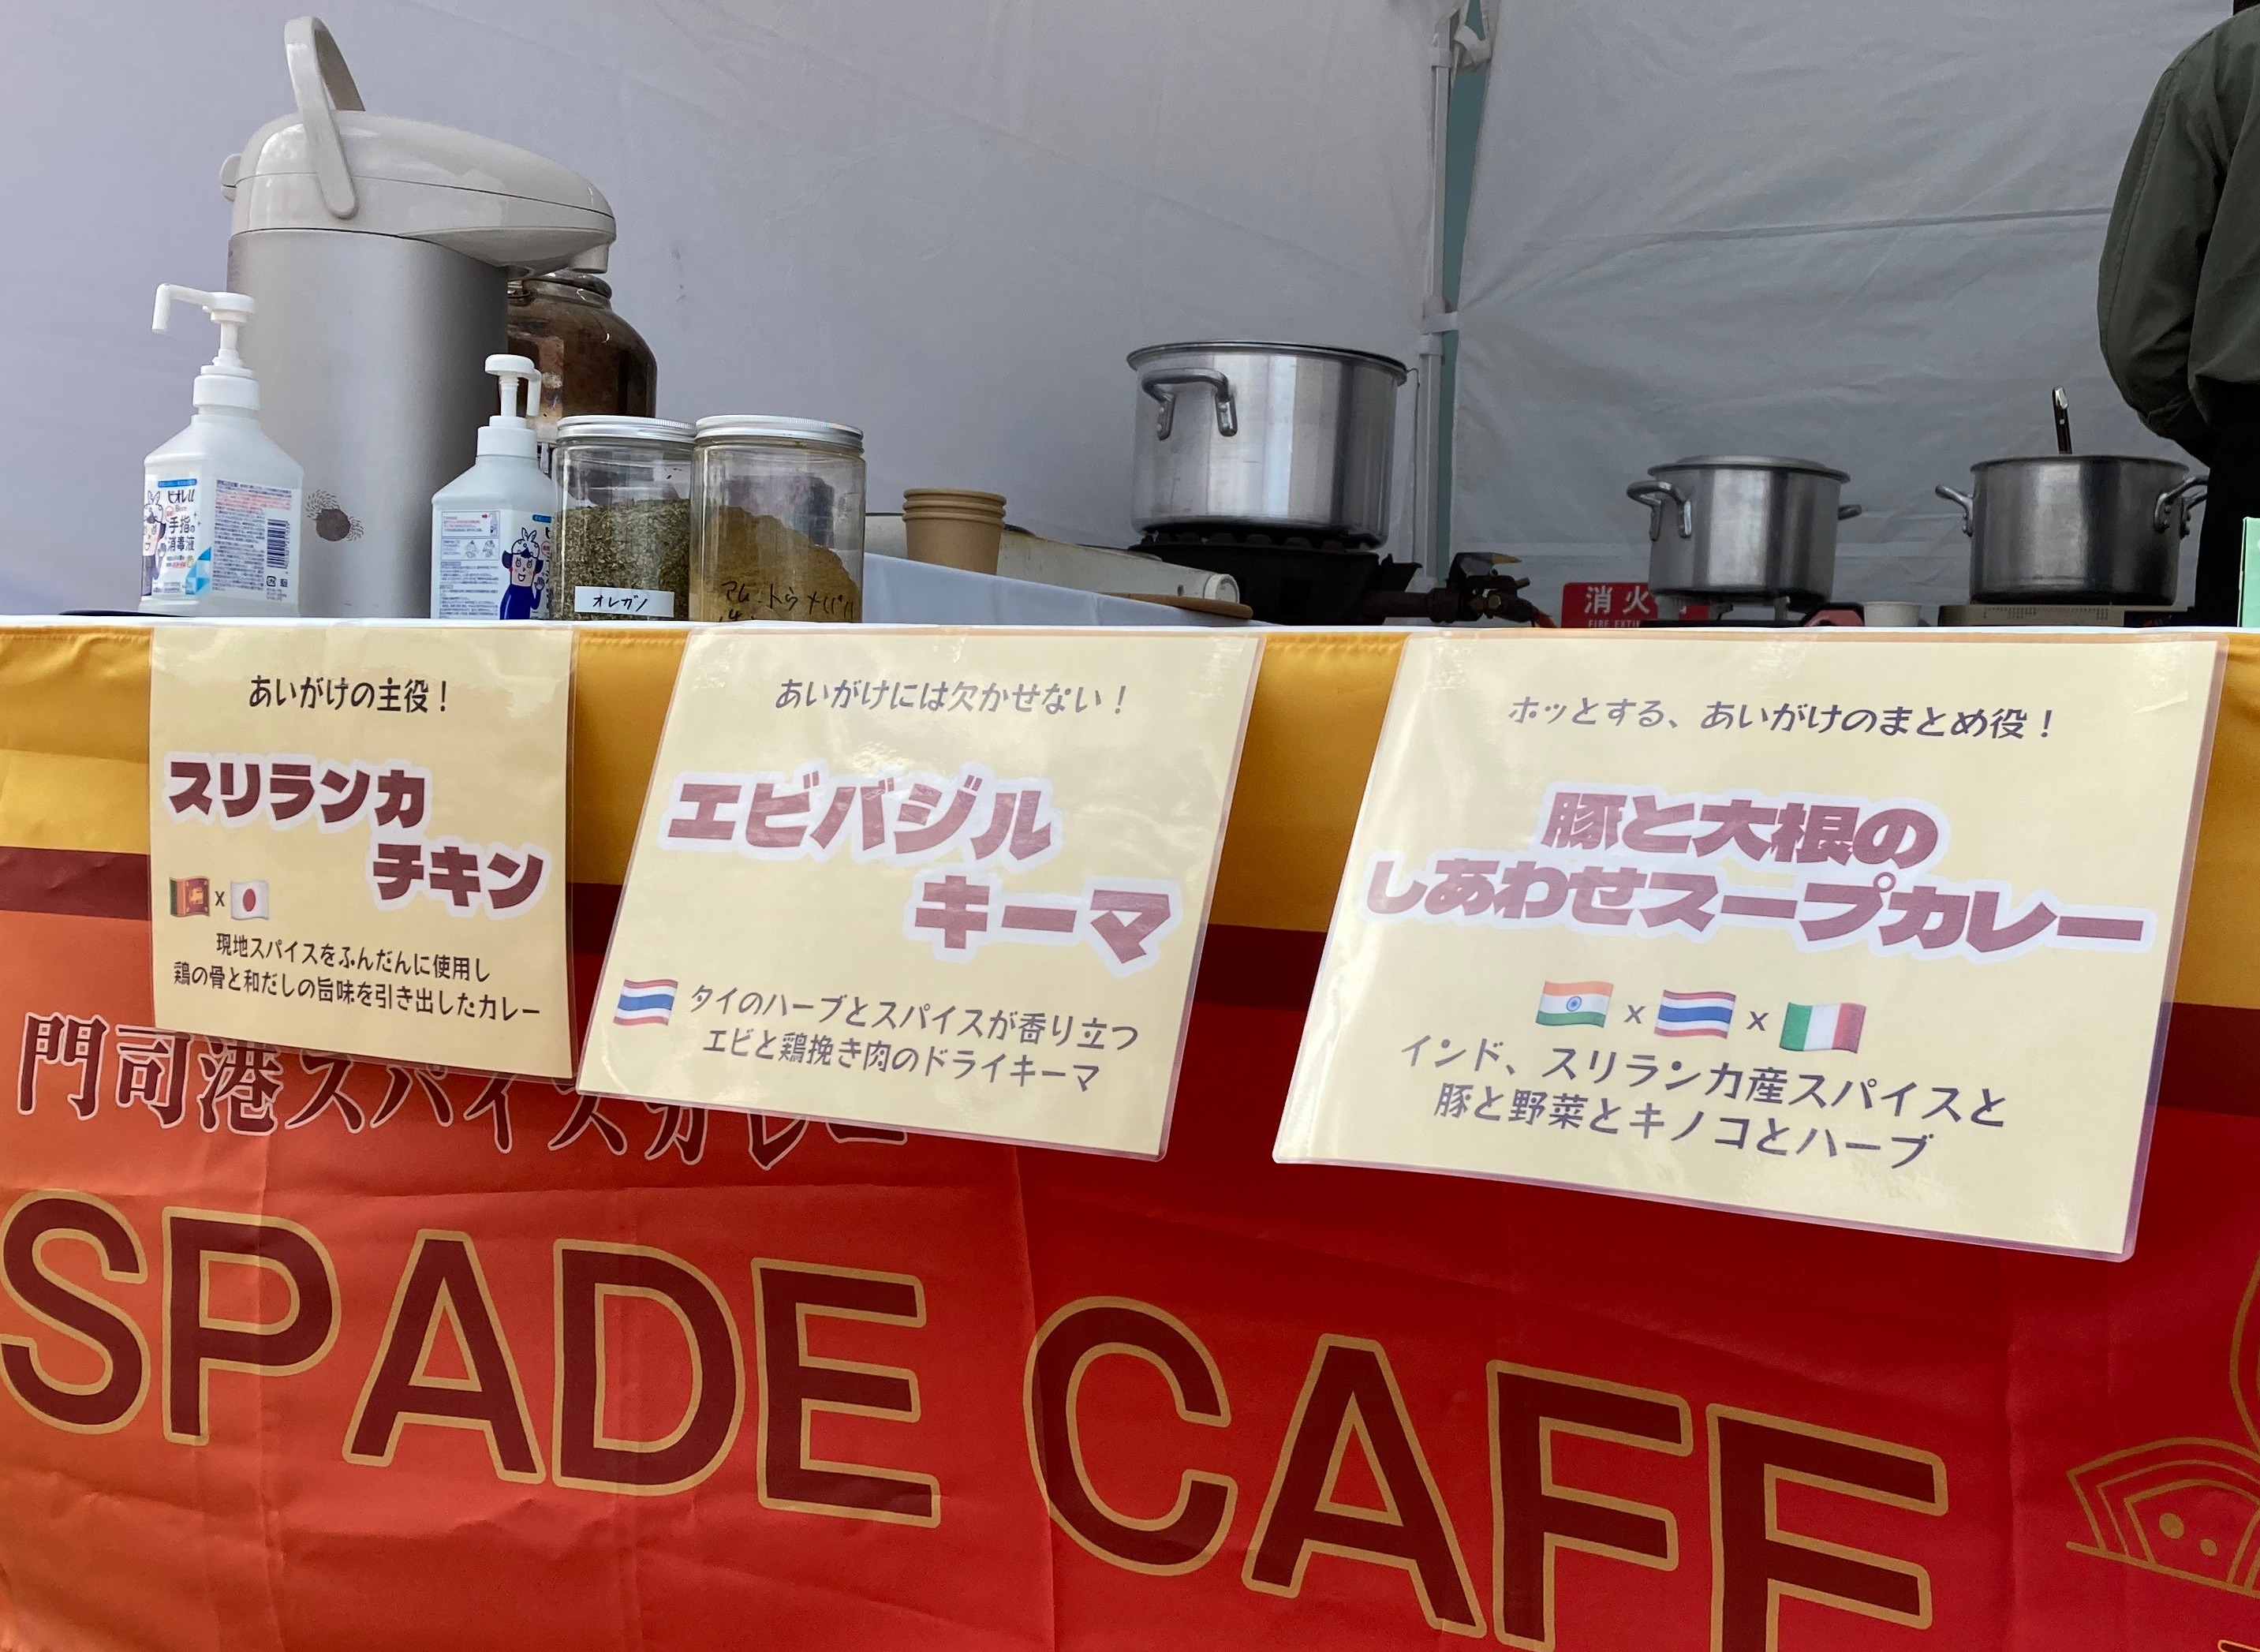 ビオレu
手指の
消毒液
オレガノ
消火
あいがけの主役！
スリランカ
チキン
x
現地スパイスをふんだんに使用し
鶏の骨と和だしの旨味を引き出したカレー
あいがけには欠かせない！
エビバジル
キーマ
タイのハーブとスパイスが香り立つ
エビと鶏挽き肉のドライキーマ
ホッとする、あいがけのまとめ役！
豚と大根の
しあわせスープカレー
x x
インド、スリランカ産スパイスと
豚と野菜とキノコとハーブ
門司港スパイスカレー
SPADE CAFE